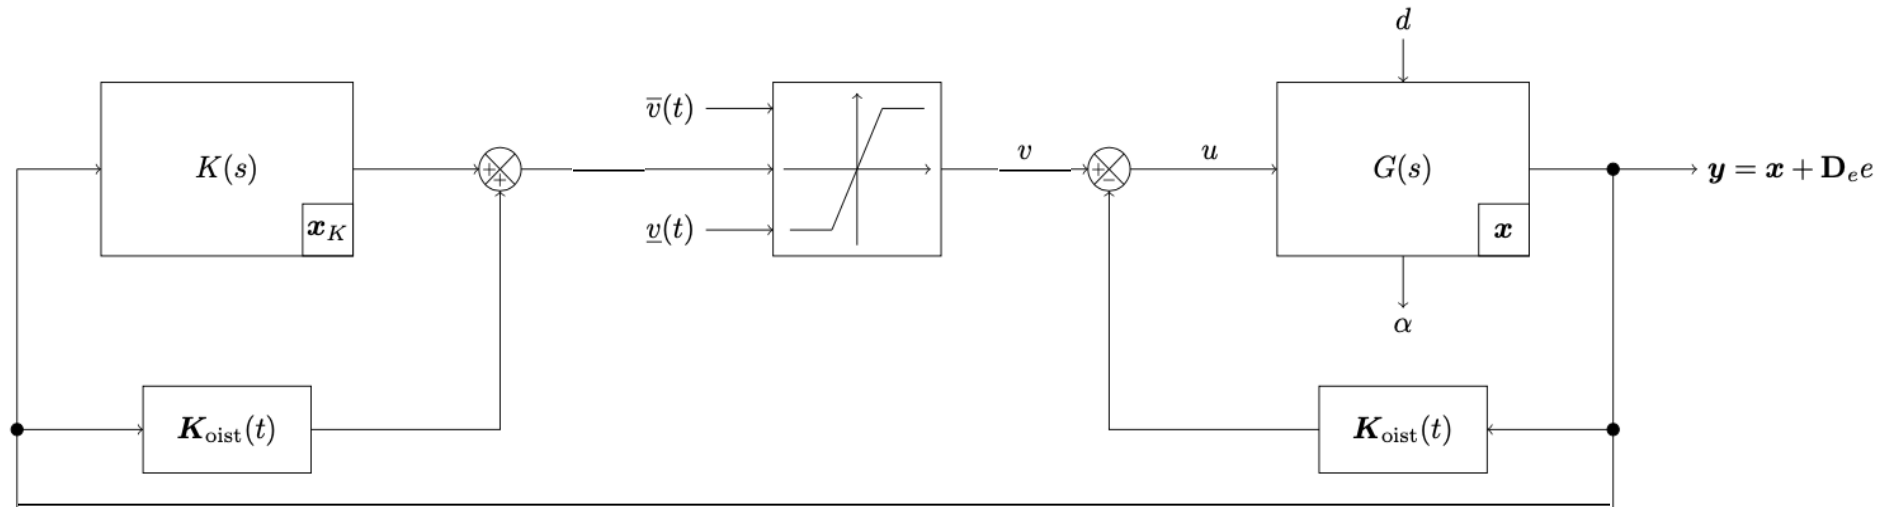 d
v̅(t)
K(s)
x_K
+
+
v
+
−
u
G(s)
x
y = x + D_e e
v̲(t)
α
K_oist(t)
K_oist(t)